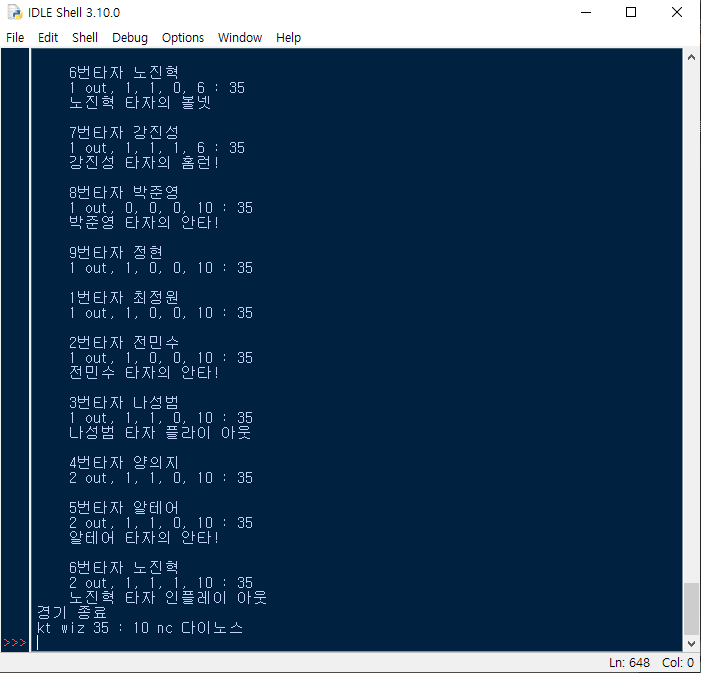 IDLE Shell 3.10.0
File Edit Shell Debug Options Window Help
6번타자 노진혁
1 out, 1, 1, 0, 6 : 35
노진혁 타자의 볼넷
7번타자 강진성
1 out, 1, 1, 1, 6 : 35
강진성 타자의 홈런!
8번타자 박준영
1 out, 0, 0, 0, 10 : 35
박준영 타자의 안타!
9번타자 정현
1 out, 1, 0, 0, 10 : 35
1번타자 최정원
1 out, 1, 0, 0, 10 : 35
2번타자 전민수
1 out, 1, 0, 0, 10 : 35
전민수 타자의 안타!
3번타자 나성범
1 out, 1, 1, 0, 10 : 35
나성범 타자 플라이 아웃
4번타자 양의지
2 out, 1, 1, 0, 10 : 35
5번타자 알테어
2 out, 1, 1, 0, 10 : 35
알테어 타자의 안타!
6번타자 노진혁
2 out, 1, 1, 1, 10 : 35
노진혁 타자 인플레이 아웃
경기 종료
kt wiz 35 : 10 nc 다이노스
>>>
Ln: 648 Col: 0